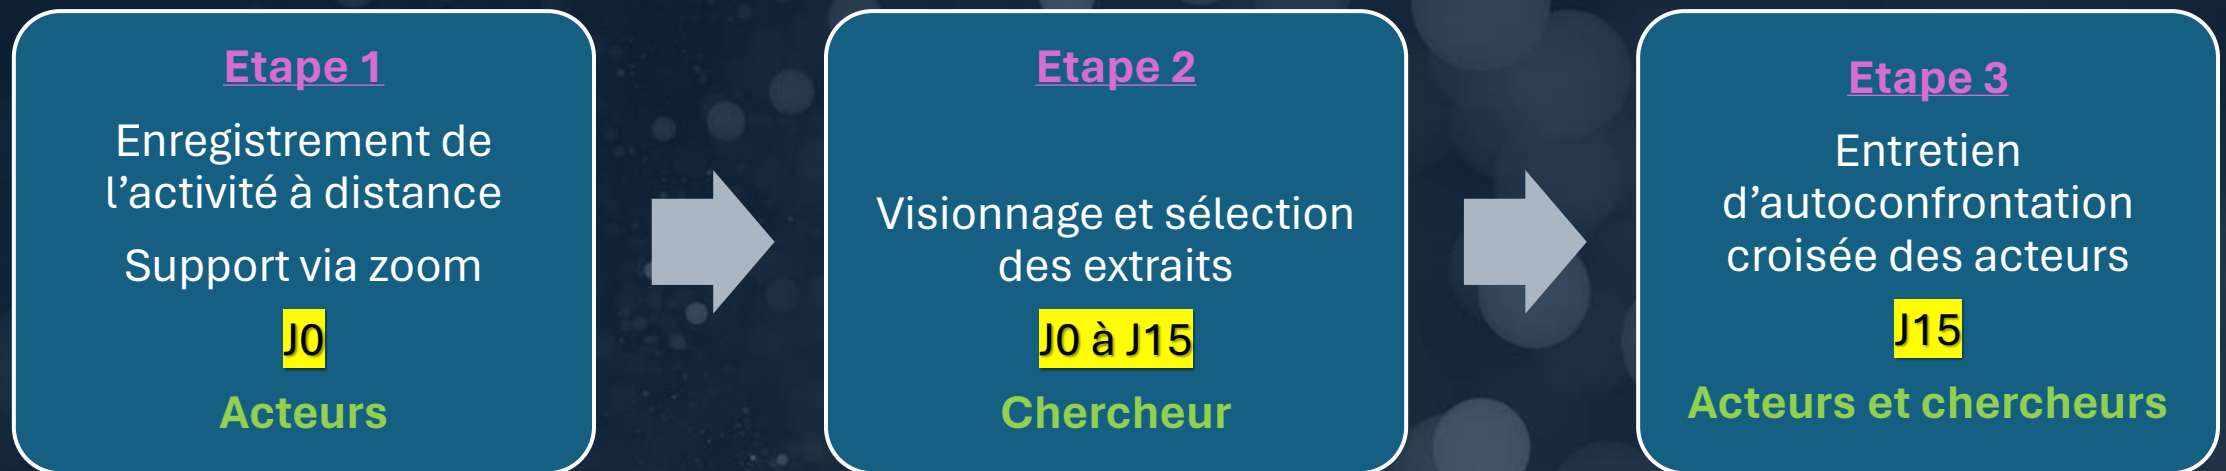 Etape 1
Enregistrement de
l’activité à distance
Support via zoom
J0
Acteurs
Etape 2
Visionnage et sélection
des extraits
J0 à J15
Chercheur
Etape 3
Entretien
d’autoconfrontation
croisée des acteurs
J15
Acteurs et chercheurs